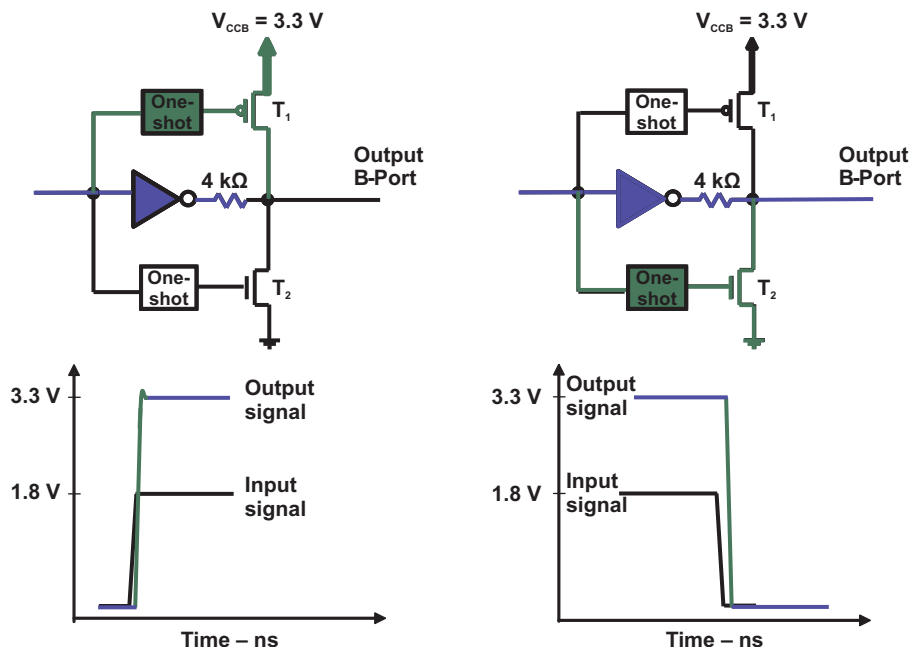 V_CCB = 3.3 V
One-
shot
T_1
4 kΩ
Output
B-Port
One-
shot
T_2
V_CCB = 3.3 V
One-
shot
T_1
4 kΩ
Output
B-Port
One-
shot
T_2
3.3 V
Output
signal
1.8 V
Input
signal
Time – ns
3.3 V
Output
signal
1.8 V
Input
signal
Time – ns